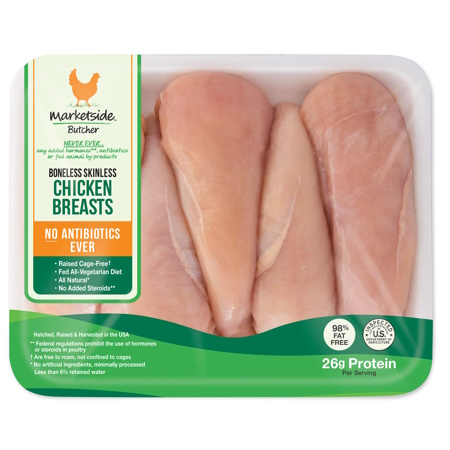 Marketside
Butcher
NEVER EVER...
any added hormones**, antibiotics
or fed animal by-products
BONELESS SKINLESS
CHICKEN
BREASTS
NO ANTIBIOTICS
EVER
• Raised Cage-Free†
• Fed All-Vegetarian Diet
• All Natural*
• No Added Steroids**
Hatched, Raised & Harvested in the USA
** Federal regulations prohibit the use of hormones
or steroids in poultry
† Are free to roam, not confined to cages
* No artificial ingredients, minimally processed
Less than 6% retained water
98%
FAT
FREE
INSPECTED
U.S.
DEPARTMENT OF
AGRICULTURE
26g Protein
Per Serving